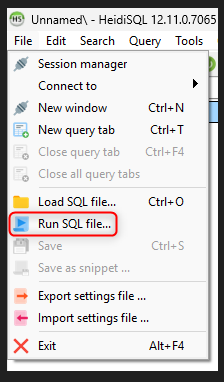 Unnamed\ - HeidiSQL 12.11.0.7065
File Edit Search Query Tools
Session manager
Connect to
New window Ctrl+N
New query tab Ctrl+T
Close query tab Ctrl+F4
Close all query tabs
Load SQL file... Ctrl+O
Run SQL file...
Save Ctrl+S
Save as snippet ...
Export settings file ...
Import settings file ...
Exit Alt+F4